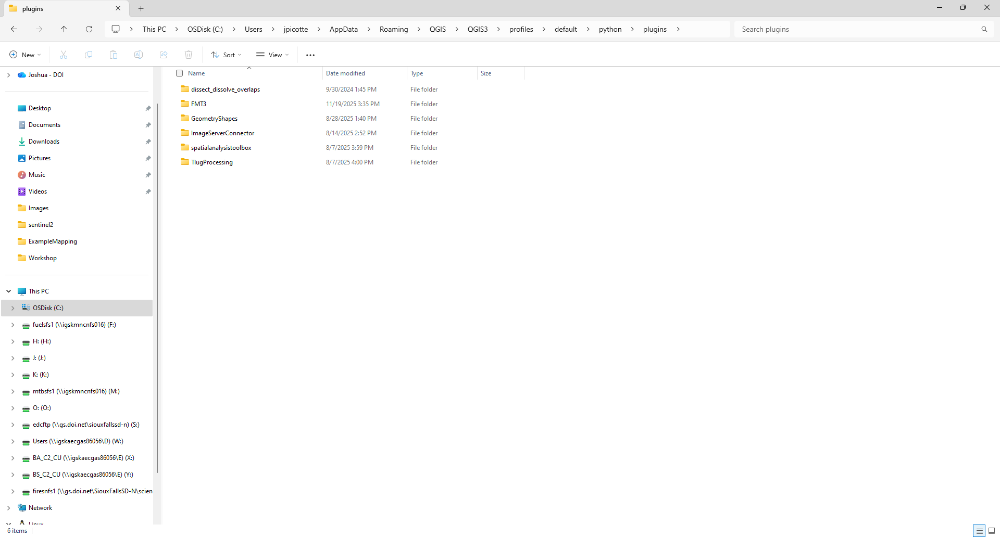 plugins
This PC > OSDisk (C:) > Users > jpicotte > AppData > Roaming > QGIS > QGIS3 > profiles > default > python > plugins >
Search plugins
New
Sort
View
Joshua - DOI
Desktop
Documents
Downloads
Pictures
Music
Videos
Images
sentinel2
ExampleMapping
Workshop
This PC
OSDisk (C:)
fuelsfs1 (\\igskmncnfs016) (F:)
H: (H:)
J: (J:)
K: (K:)
mtbsfs1 (\\igskmncnfs016) (M:)
O: (O:)
edcftp (\\gs.doi.net\siouxfallssd-n) (S:)
Users (\\igskaecgas86056\D) (W:)
BA_C2_CU (\\igskaecgas86056\E) (X:)
BS_C2_CU (\\igskaecgas86056\E) (Y:)
firesnfs1 (\\gs.doi.net\SiouxFallsSD-N\scien
Network
Linux
Name Date modified Type Size
dissect_dissolve_overlaps 9/30/2024 1:45 PM File folder
FMT3 11/19/2025 3:35 PM File folder
GeometryShapes 8/28/2025 1:40 PM File folder
ImageServerConnector 8/14/2025 2:52 PM File folder
spatialanalysistoolbox 8/7/2025 3:59 PM File folder
TlugProcessing 8/7/2025 4:00 PM File folder
6 items